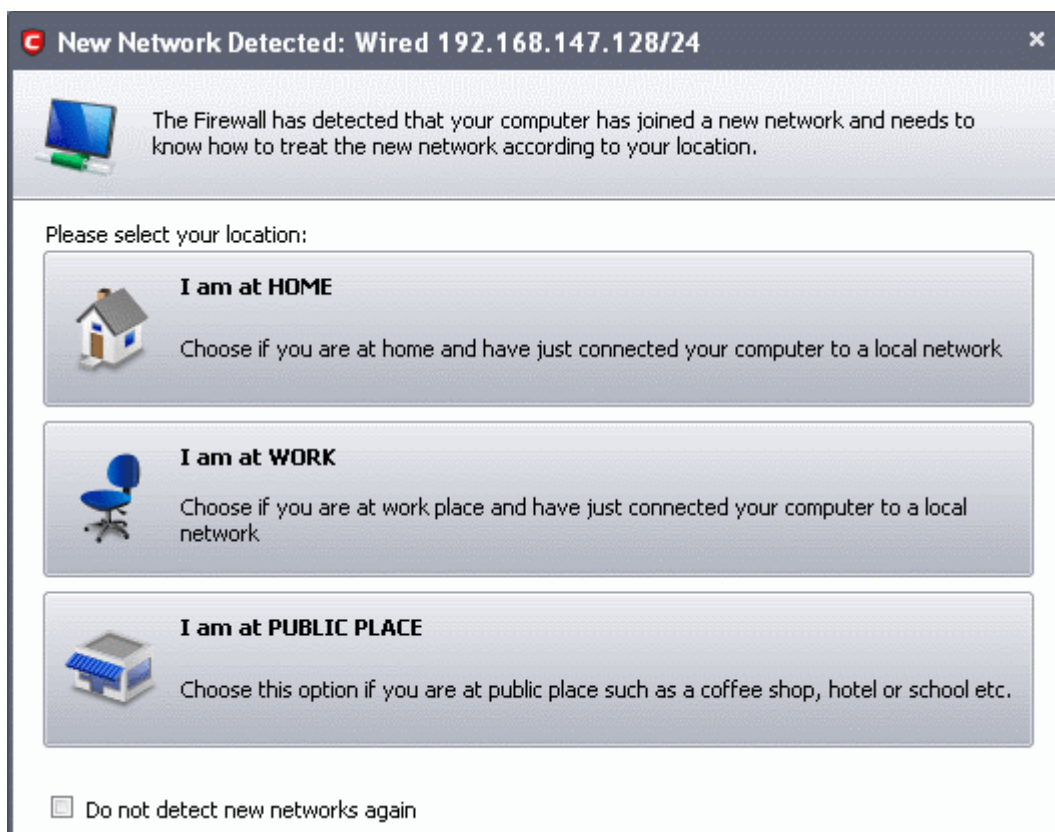 New Network Detected: Wired 192.168.147.128/24
The Firewall has detected that your computer has joined a new network and needs to
know how to treat the new network according to your location.
Please select your location:
I am at HOME
Choose if you are at home and have just connected your computer to a local network
I am at WORK
Choose if you are at work place and have just connected your computer to a local
network
I am at PUBLIC PLACE
Choose this option if you are at public place such as a coffee shop, hotel or school etc.
Do not detect new networks again